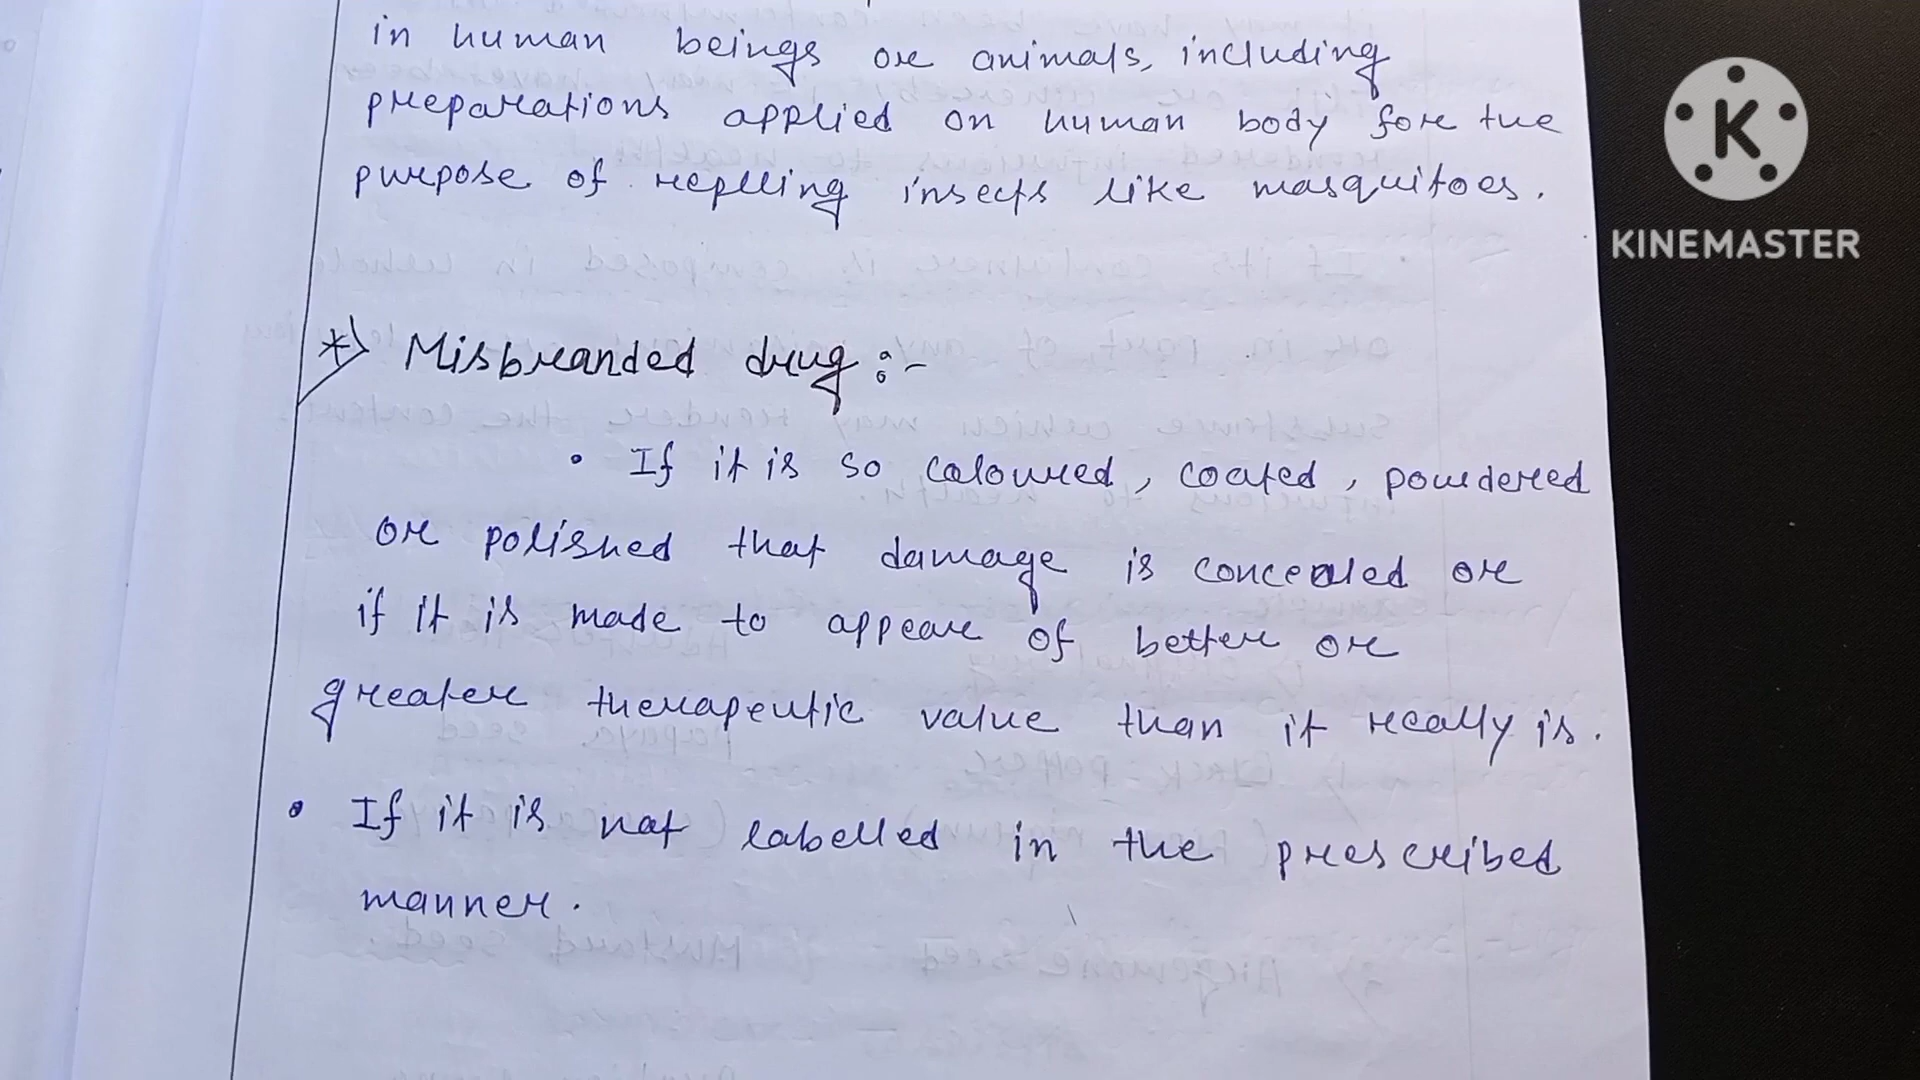 in human beings or animals, including
preparations applied on human body for the
purpose of replling insects like masquitoes.
*) Misbranded drug :-
• If it is so coloured, coated, powdered
or polished that damage is concealed or
if it is made to appear of better or
greater therapeutic value than it really is.
• If it is not labelled in the prescribed
manner.
K
KINEMASTER